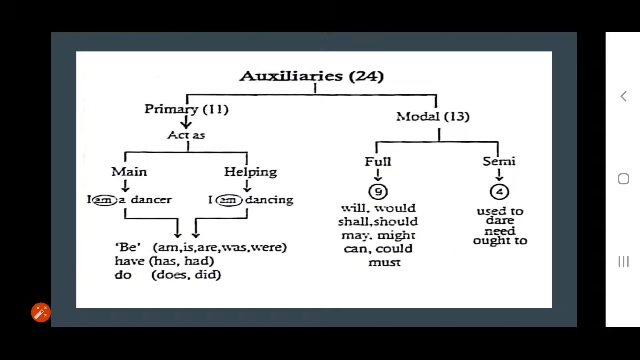 Auxiliaries (24)
Primary (11)
Modal (13)
Act as
Main
Helping
Full
Semi
I am a dancer
I am dancing
9
4
will, would
shall, should
may, might
can, could
must
used to
dare
need
ought to
'Be' (am, is, are, was, were)
have (has, had)
do (does, did)